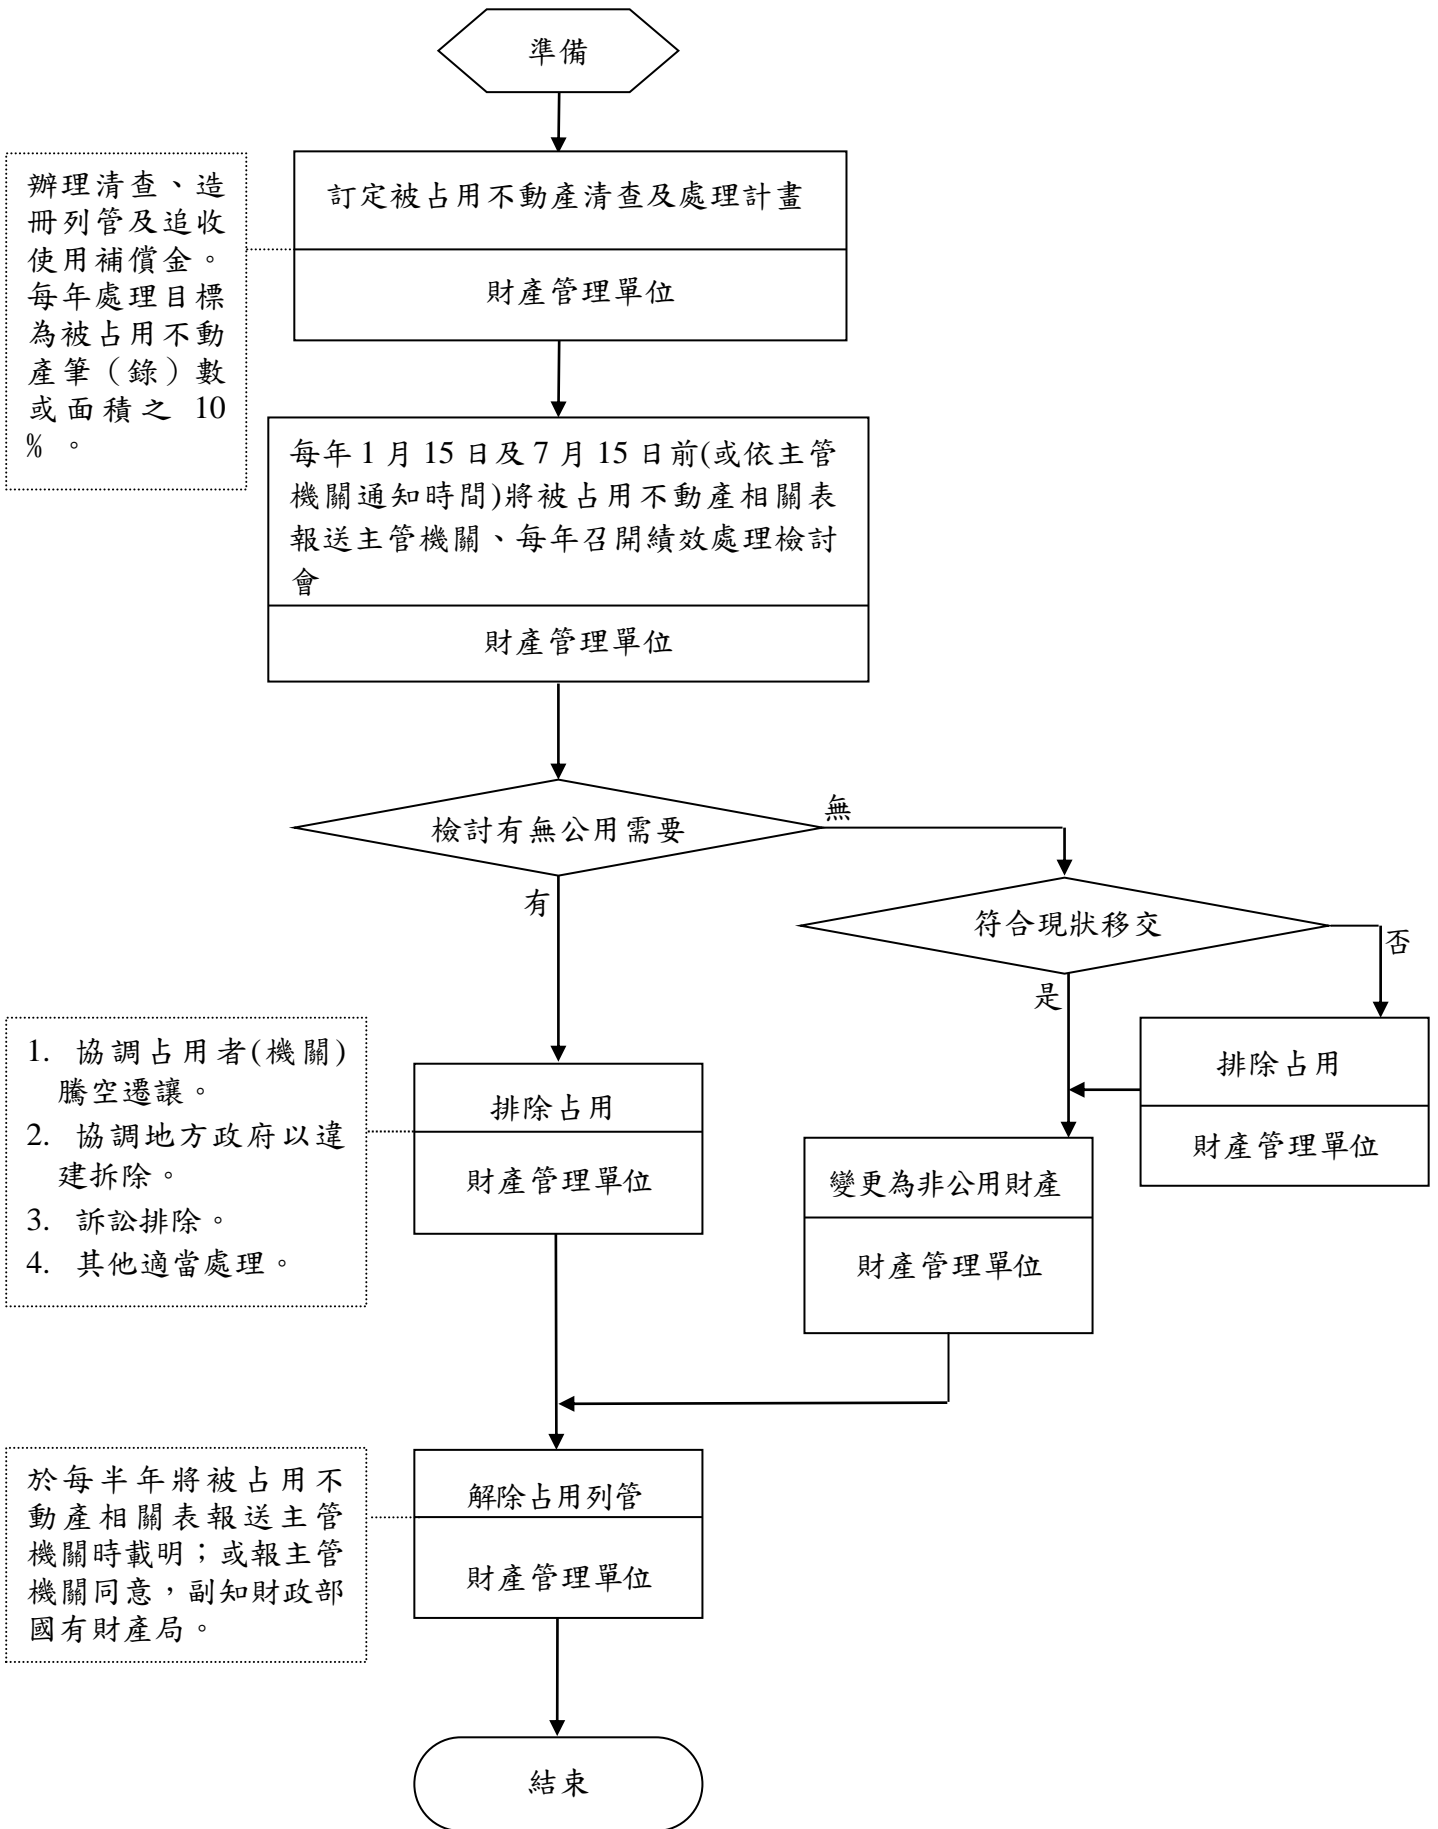 準備
訂定被占用不動產清查及處理計畫
財產管理單位
辦理清查、造
冊列管及追收
使用補償金。
每年處理目標
為被占用不動
產筆（錄）數
或面積之 10
% 。
每年 1 月 15 日及 7 月 15 日前(或依主管
機關通知時間)將被占用不動產相關表
報送主管機關、每年召開績效處理檢討
會
財產管理單位
檢討有無公用需要
無
有
符合現狀移交
否
是
排除占用
財產管理單位
1. 協調占用者(機關)
騰空遷讓。
2. 協調地方政府以違
建拆除。
3. 訴訟排除。
4. 其他適當處理。
排除占用
財產管理單位
變更為非公用財產
財產管理單位
於每半年將被占用不
動產相關表報送主管
機關時載明；或報主管
機關同意，副知財政部
國有財產局。
解除占用列管
財產管理單位
結束